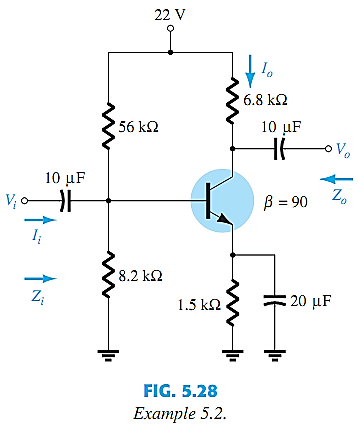 22 V
I_o
6.8 kΩ
56 kΩ
10 μF
V_o
10 μF
V_i
β = 90
Z_o
I_i
Z_i
8.2 kΩ
1.5 kΩ
20 μF
FIG. 5.28
Example 5.2.